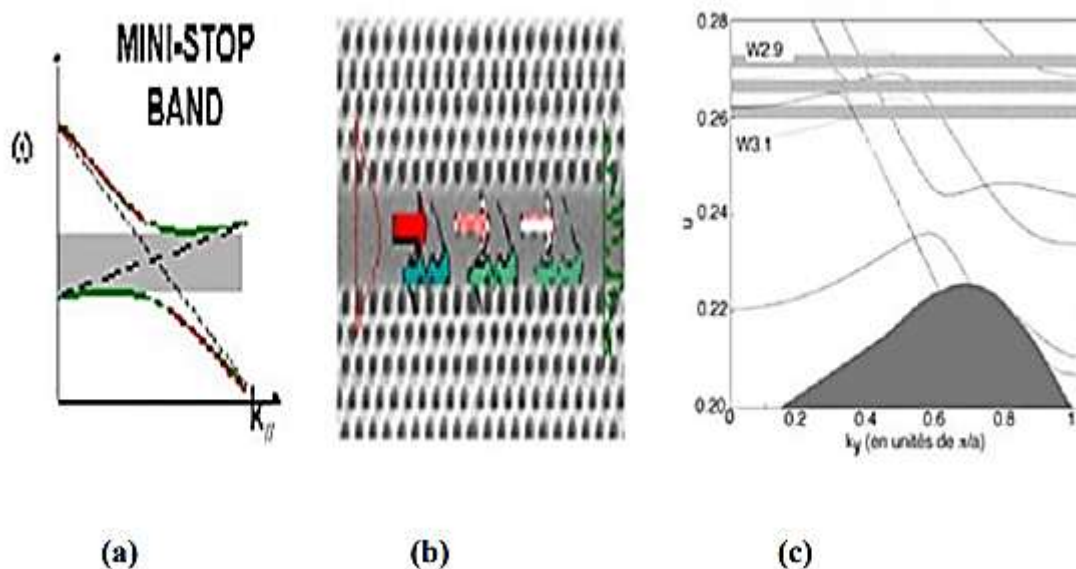 MINI-STOP
BAND
ω
k//
0.28
W2.9
0.26
W3.1
0.24
u
0.22
0.20
0
0.2
0.4
0.6
0.8
1
ky (en unités de π/a)
(a)
(b)
(c)